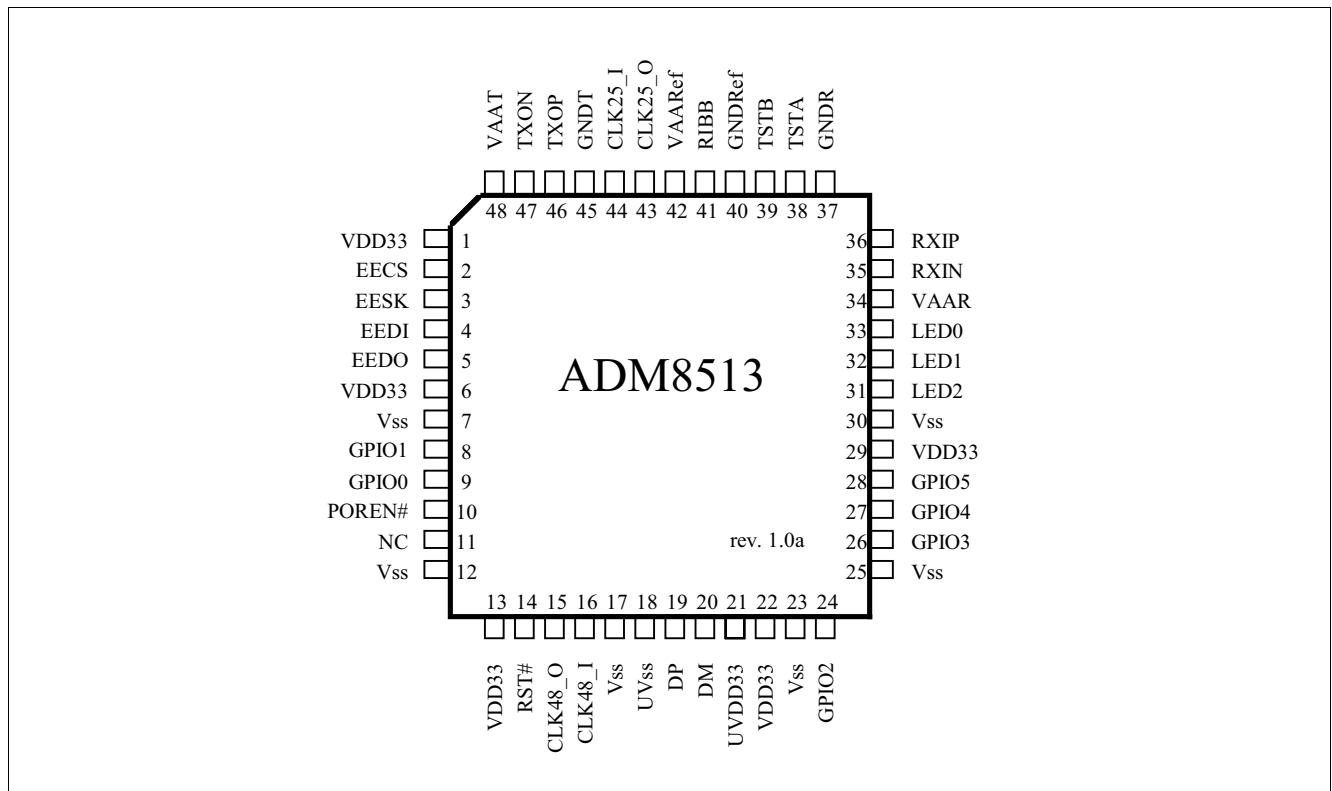 VAAT
TXON
TXOP
GNDT
CLK25_I
CLK25_O
VAARef
RIBB
GNDRef
TSTB
TSTA
GNDR
48 47 46 45 44 43 42 41 40 39 38 37
VDD33 1
EECS 2
EESK 3
EEDI 4
EEDO 5
VDD33 6
Vss 7
GPIO1 8
GPIO0 9
POREN# 10
NC 11
Vss 12
ADM8513
rev. 1.0a
36 RXIP
35 RXIN
34 VAAR
33 LED0
32 LED1
31 LED2
30 Vss
29 VDD33
28 GPIO5
27 GPIO4
26 GPIO3
25 Vss
13 14 15 16 17 18 19 20 21 22 23 24
VDD33
RST#
CLK48_O
CLK48_I
Vss
UVss
DP
DM
UVDD33
VDD33
Vss
GPIO2